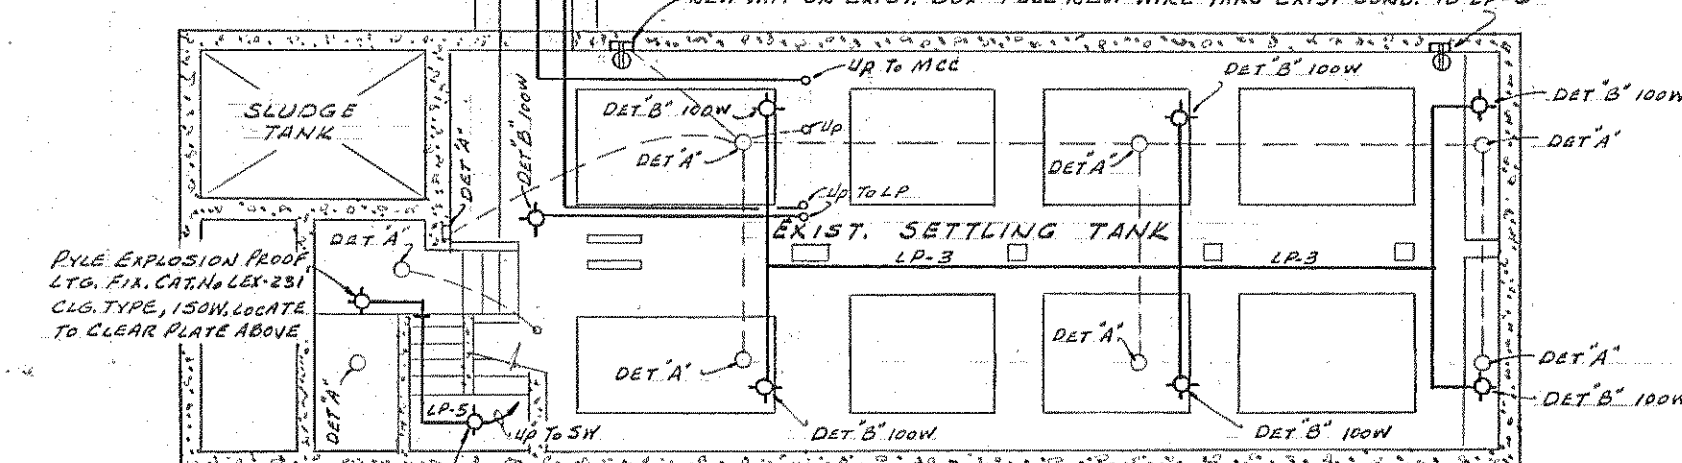 UP TO MCC
DET "B" 100W
DET "B" 100W
SLUDGE
TANK
DET "B" 100W
UP
DET "A"
DET "A"
DET "B" 100W
DET "A"
DET "A"
UP TO LP
EXIST. SETTLING TANK
DET "A"
LP-3
LP-3
PYLE EXPLOSION PROOF
LTG. FIX. CAT. No LEX-231
CLG. TYPE, 150W, LOCATE
TO CLEAR PLATE ABOVE
DET "A"
DET "A"
DET "A"
DET "A"
LP-5
UP TO SW
DET "B" 100W
DET "B" 100W
DET "B" 100W